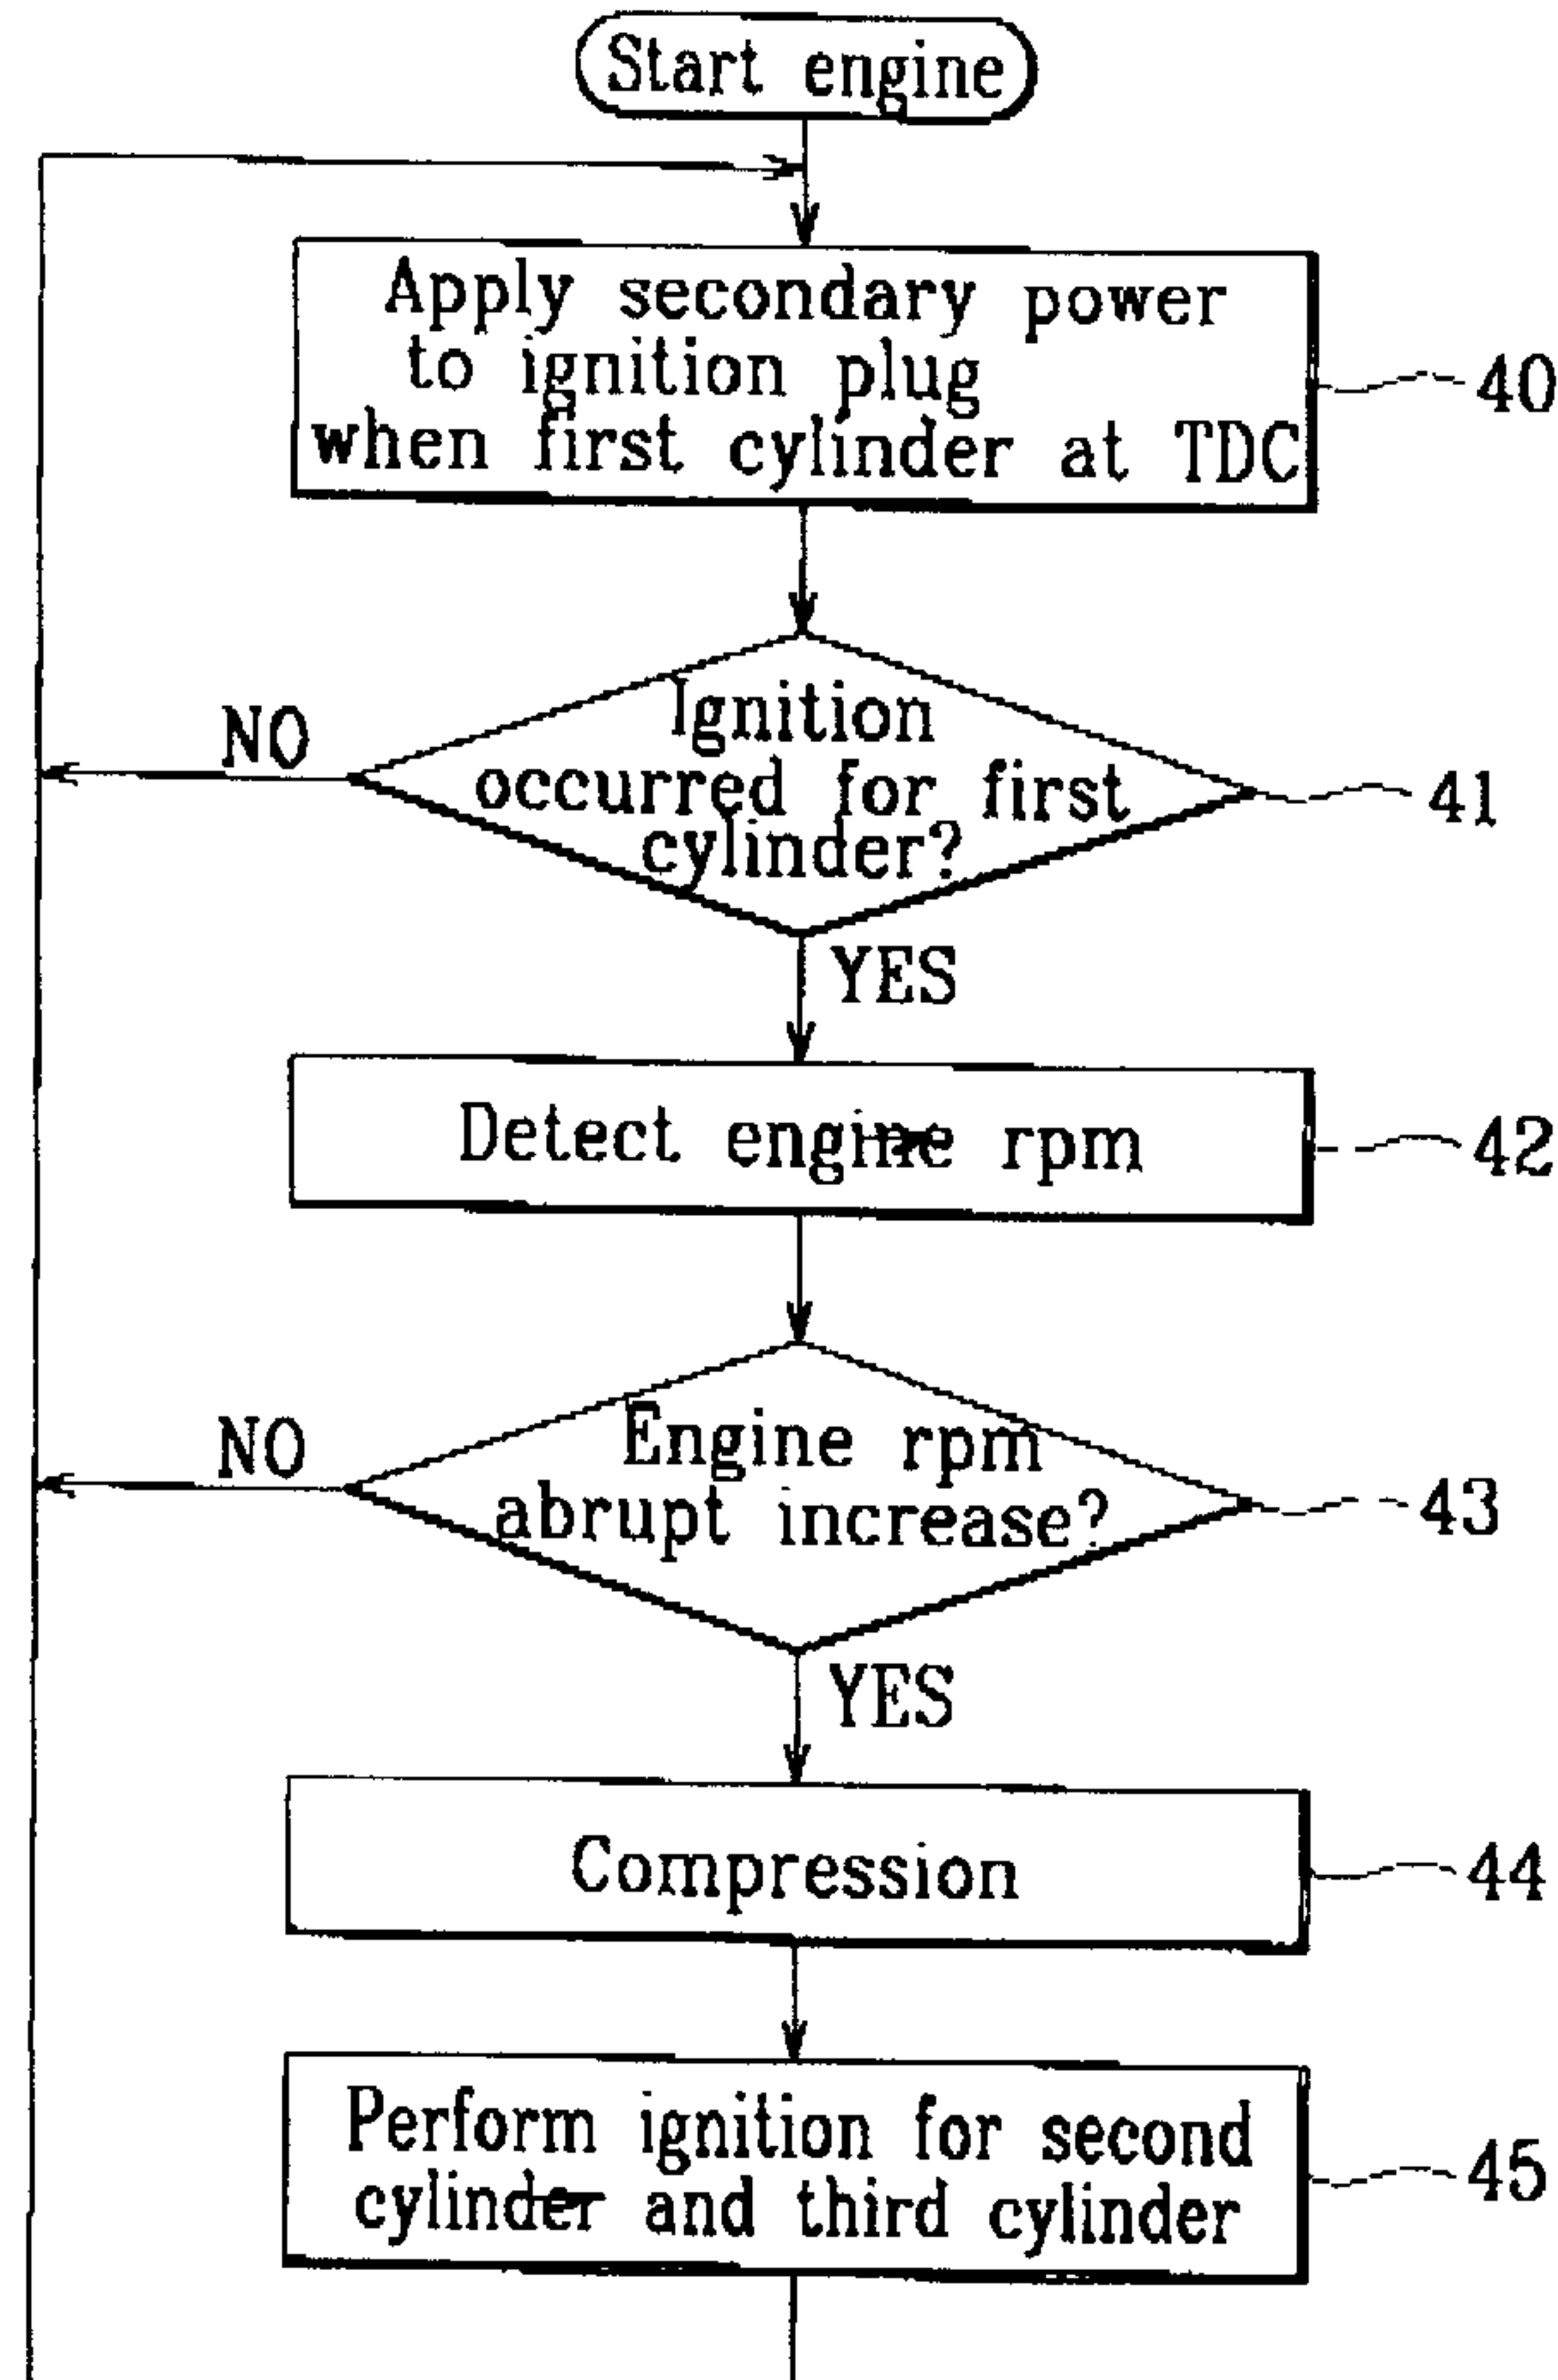 Start engine
Apply secondary power
to ignition plug
when first cylinder at TDC
40
Ignition
occurred for first
cylinder?
NO
41
YES
Detect engine rpm
42
Engine rpm
abrupt increase?
NO
43
YES
Compression
44
Perform ignition for second
cylinder and third cylinder
45